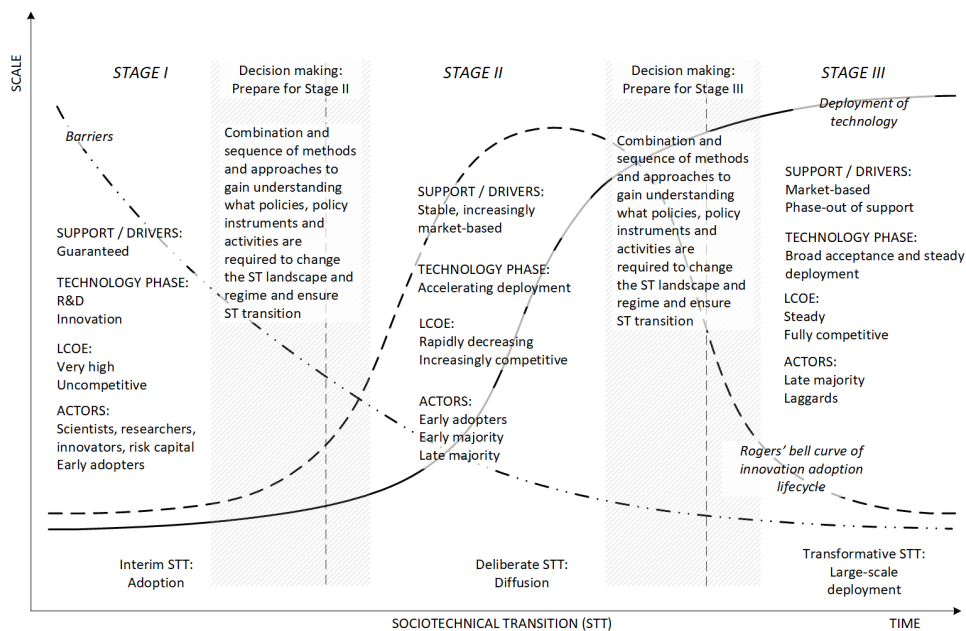 SCALE
STAGE I
Decision making:
Prepare for Stage II
STAGE II
Decision making:
Prepare for Stage III
STAGE III
Barriers
Deployment of
technology
SUPPORT / DRIVERS:
Guaranteed
TECHNOLOGY PHASE:
R&D
Innovation
LCOE:
Very high
Uncompetitive
ACTORS:
Scientists, researchers,
innovators, risk capital
Early adopters
Combination and
sequence of methods
and approaches to
gain understanding
what policies, policy
instruments and
activities are
required to change
the ST landscape and
regime and ensure
ST transition
SUPPORT / DRIVERS:
Stable, increasingly
market-based
TECHNOLOGY PHASE:
Accelerating deployment
LCOE:
Rapidly decreasing
Increasingly competitive
ACTORS:
Early adopters
Early majority
Late majority
Combination and
sequence of methods
and approaches to
gain understanding
what policies, policy
instruments and
activities are
required to change
the ST landscape and
regime and ensure
ST transition
SUPPORT / DRIVERS:
Market-based
Phase-out of support
TECHNOLOGY PHASE:
Broad acceptance and steady
deployment
LCOE:
Steady
Fully competitive
ACTORS:
Late majority
Laggards
Rogers’ bell curve of
innovation adoption
lifecycle
Interim STT:
Adoption
Deliberate STT:
Diffusion
Transformative STT:
Large-scale
deployment
SOCIOTECHNICAL TRANSITION (STT)
TIME